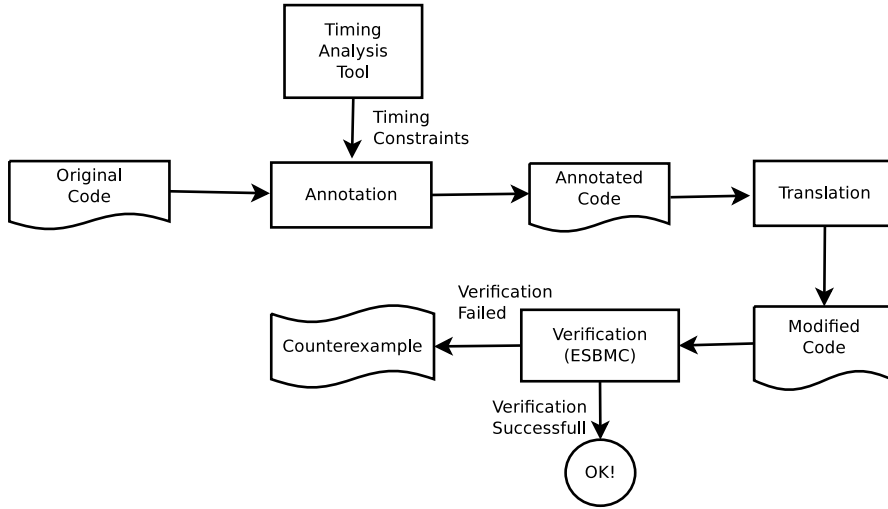 Timing
Analysis
Tool
Timing
Constraints
Original
Code
Annotation
Annotated
Code
Translation
Verification
Failed
Counterexample
Verification
(ESBMC)
Modified
Code
Verification
Successfull
OK!